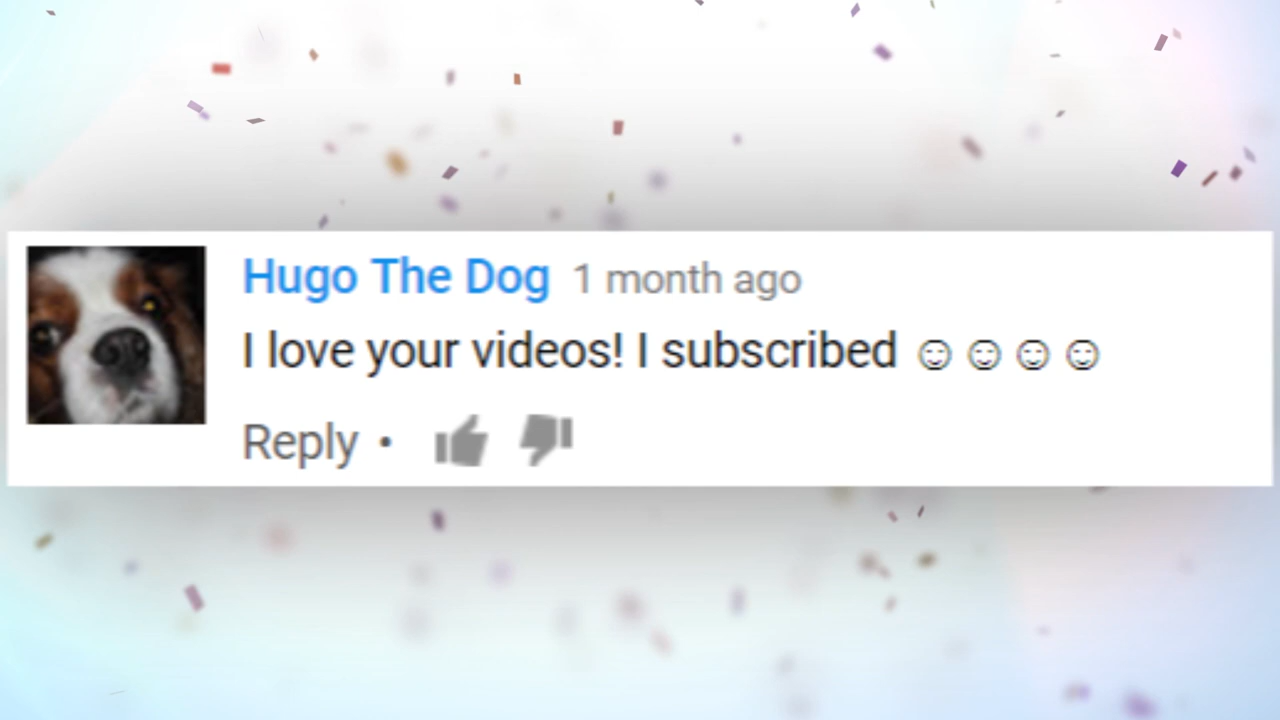 Hugo The Dog 1 month ago
I love your videos! I subscribed ☺ ☺ ☺ ☺
Reply •